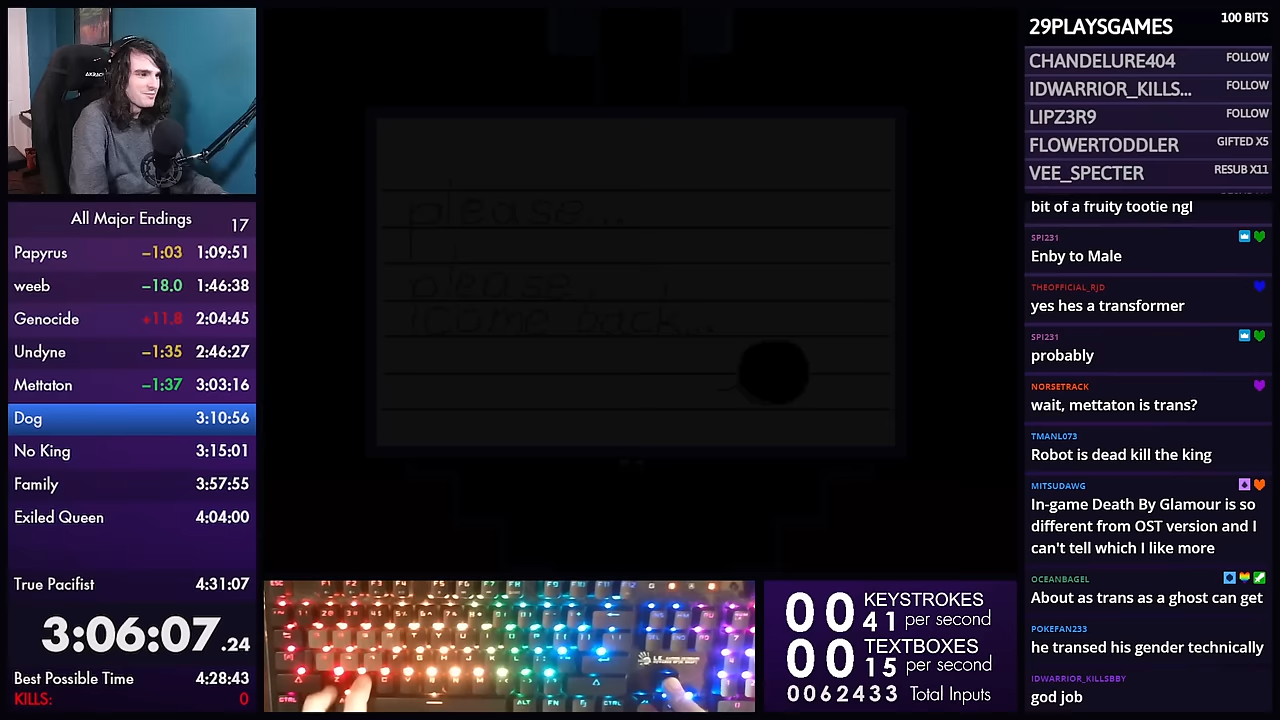 29PLAYSGAMES 100 BITS
CHANDELURE404 FOLLOW
IDWARRIOR_KILLS... FOLLOW
LIPZ3R9 FOLLOW
FLOWERTODDLER GIFTED X5
VEE_SPECTER RESUB X11
bit of a fruity tootie ngl
SPI231
Enby to Male
THEOFFICIAL_RJD
yes hes a transformer
SPI231
probably
NORSETRACK
wait, mettaton is trans?
TMANL073
Robot is dead kill the king
MITSUDAWG
In-game Death By Glamour is so
different from OST version and I
can't tell which I like more
OCEANBAGEL
About as trans as a ghost can get
POKEFAN233
he transed his gender technically
IDWARRIOR_KILLSBBY
god job
please...
please.
come back...
All Major Endings 17
Papyrus −1:03 1:09:51
weeb −18.0 1:46:38
Genocide +11.8 2:04:45
Undyne −1:35 2:46:27
Mettaton −1:37 3:03:16
Dog 3:10:56
No King 3:15:01
Family 3:57:55
Exiled Queen 4:04:00
True Pacifist 4:31:07
3:06:07.24
Best Possible Time 4:28:43
KILLS: 0
00 41 KEYSTROKES per second
00 15 TEXTBOXES per second
0062433 Total Inputs